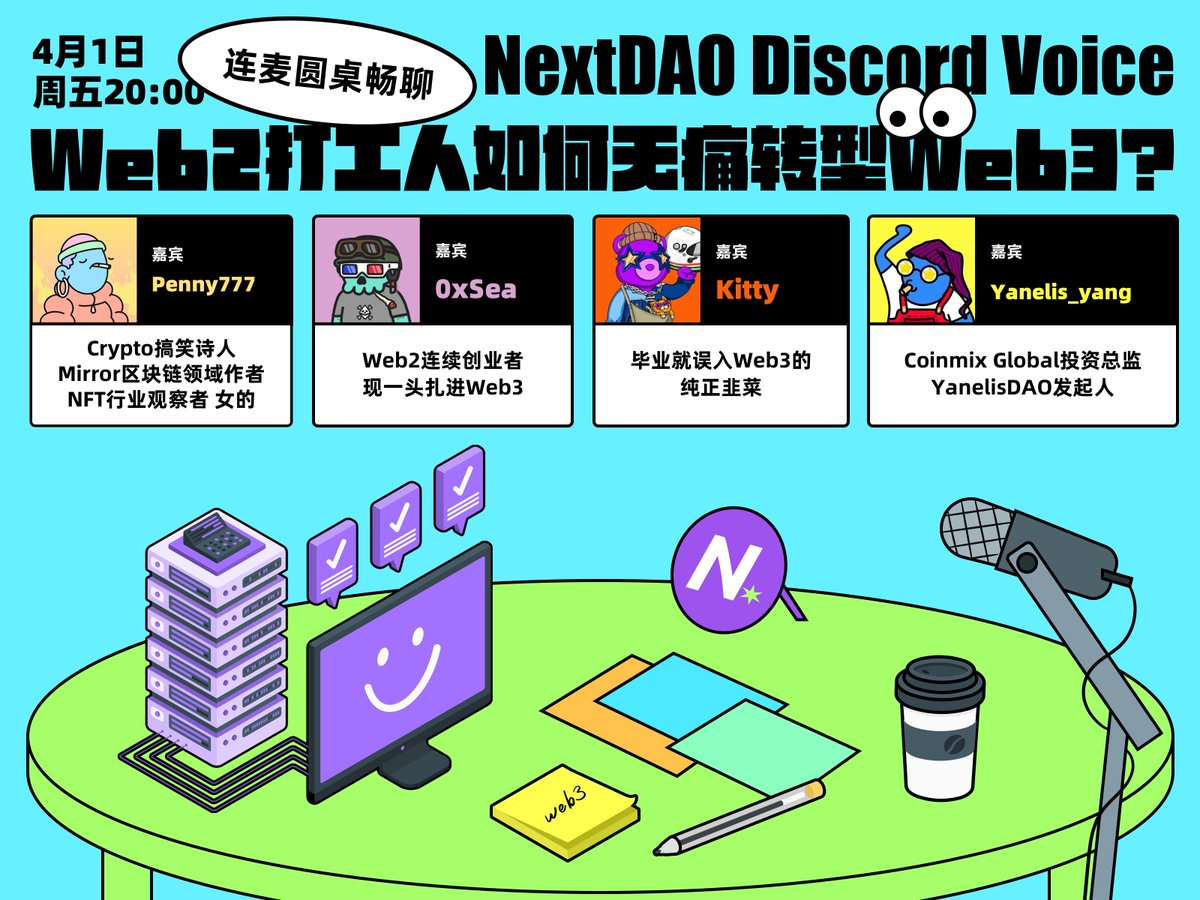 4月1日
周五20:00
连麦圆桌畅聊
NextDAO Discord Voice
Web2打工人如何无痛转型Web3?
嘉宾
Penny777
Crypto搞笑诗人
Mirror区块链领域作者
NFT行业观察者 女的
嘉宾
0xSea
Web2连续创业者
现一头扎进Web3
嘉宾
Kitty
毕业就误入Web3的
纯正韭菜
嘉宾
Yanelis_yang
Coinmix Global投资总监
YanelisDAO发起人
N
web3